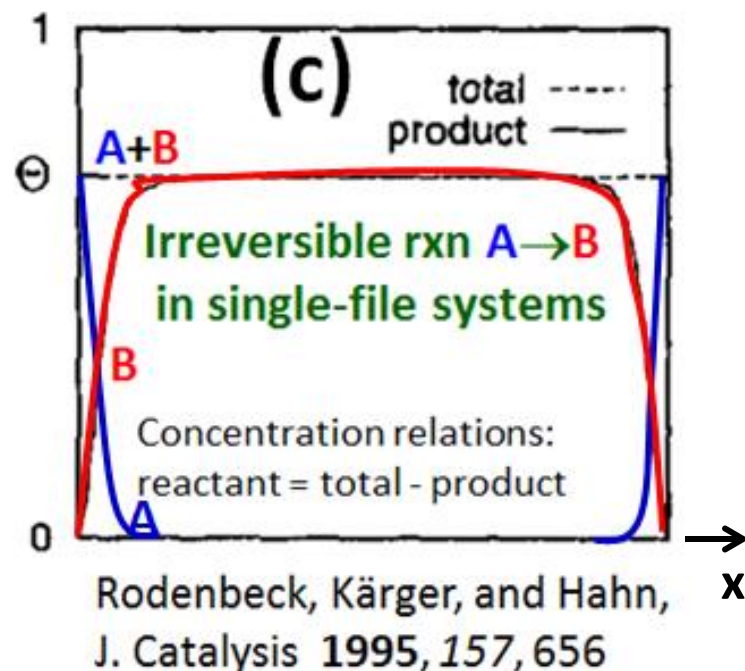 1
(c)
total ----
product —
A+B
Θ
Irreversible rxn A→B
in single-file systems
B
Concentration relations:
reactant = total - product
A
0
x
Rodenbeck, Kärger, and Hahn,
J. Catalysis 1995, 157, 656